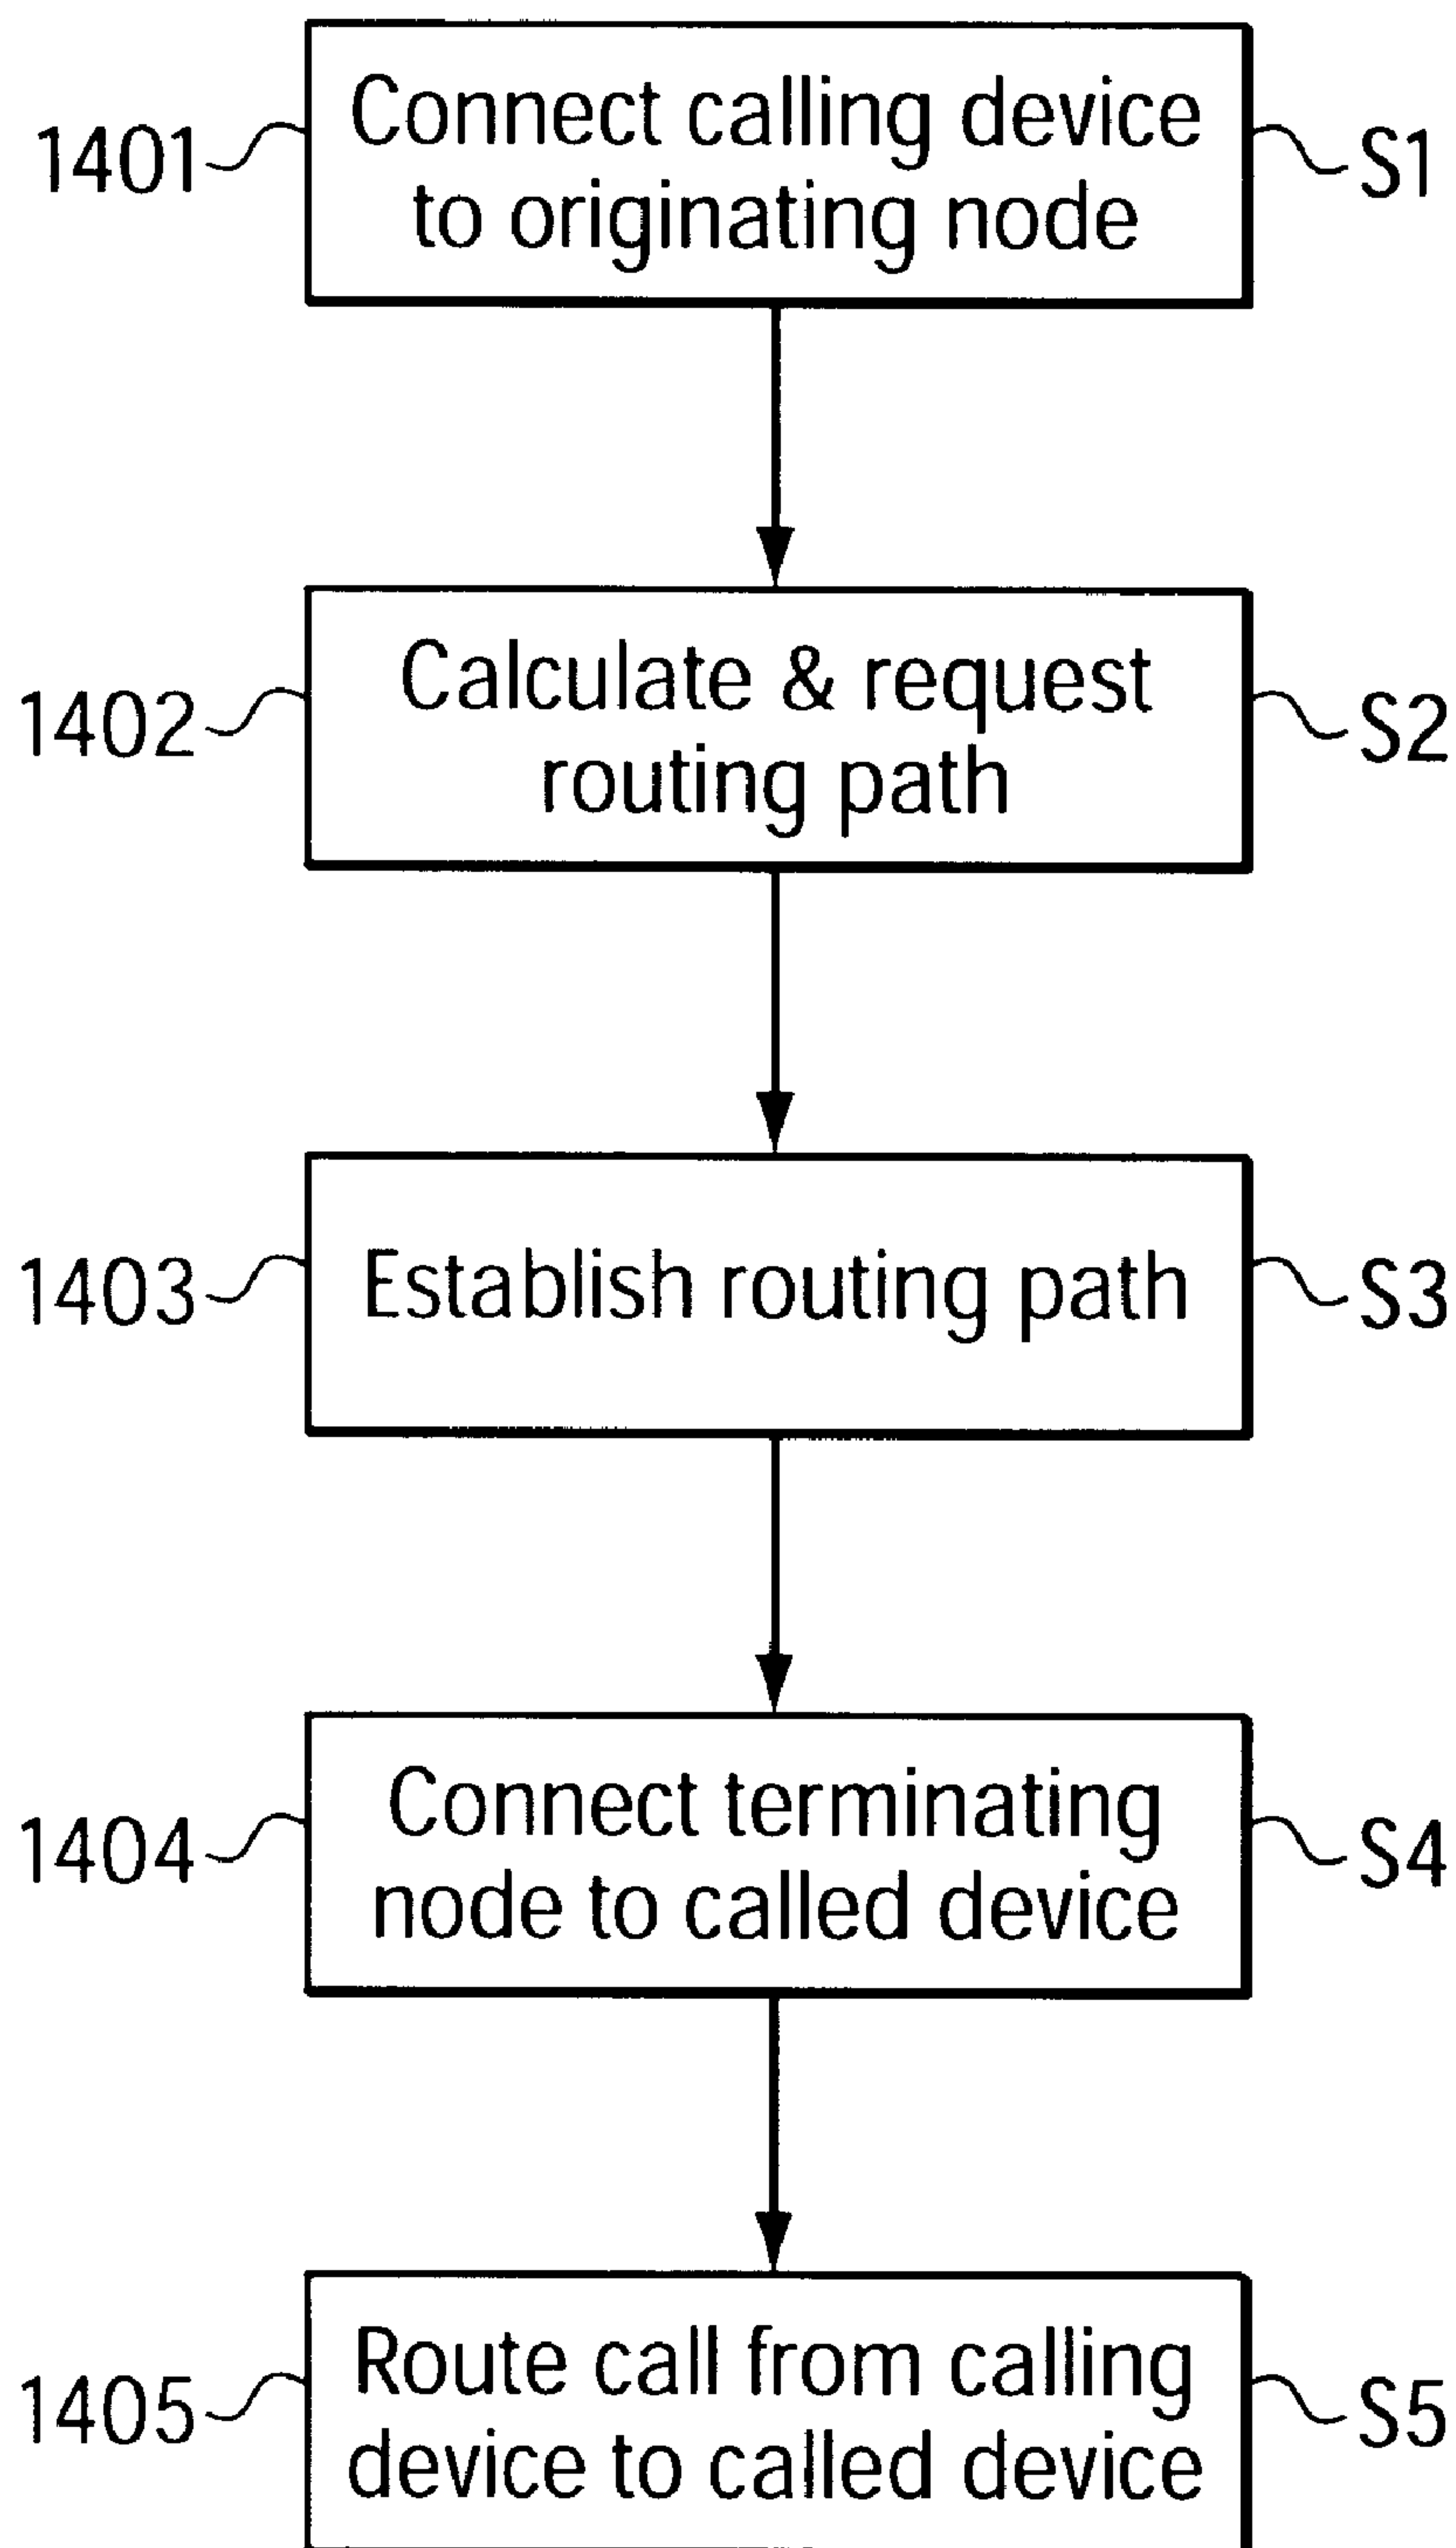 Connect calling device
to originating node
1401
S1
Calculate & request
routing path
1402
S2
Establish routing path
1403
S3
Connect terminating
node to called device
1404
S4
Route call from calling
device to called device
1405
S5